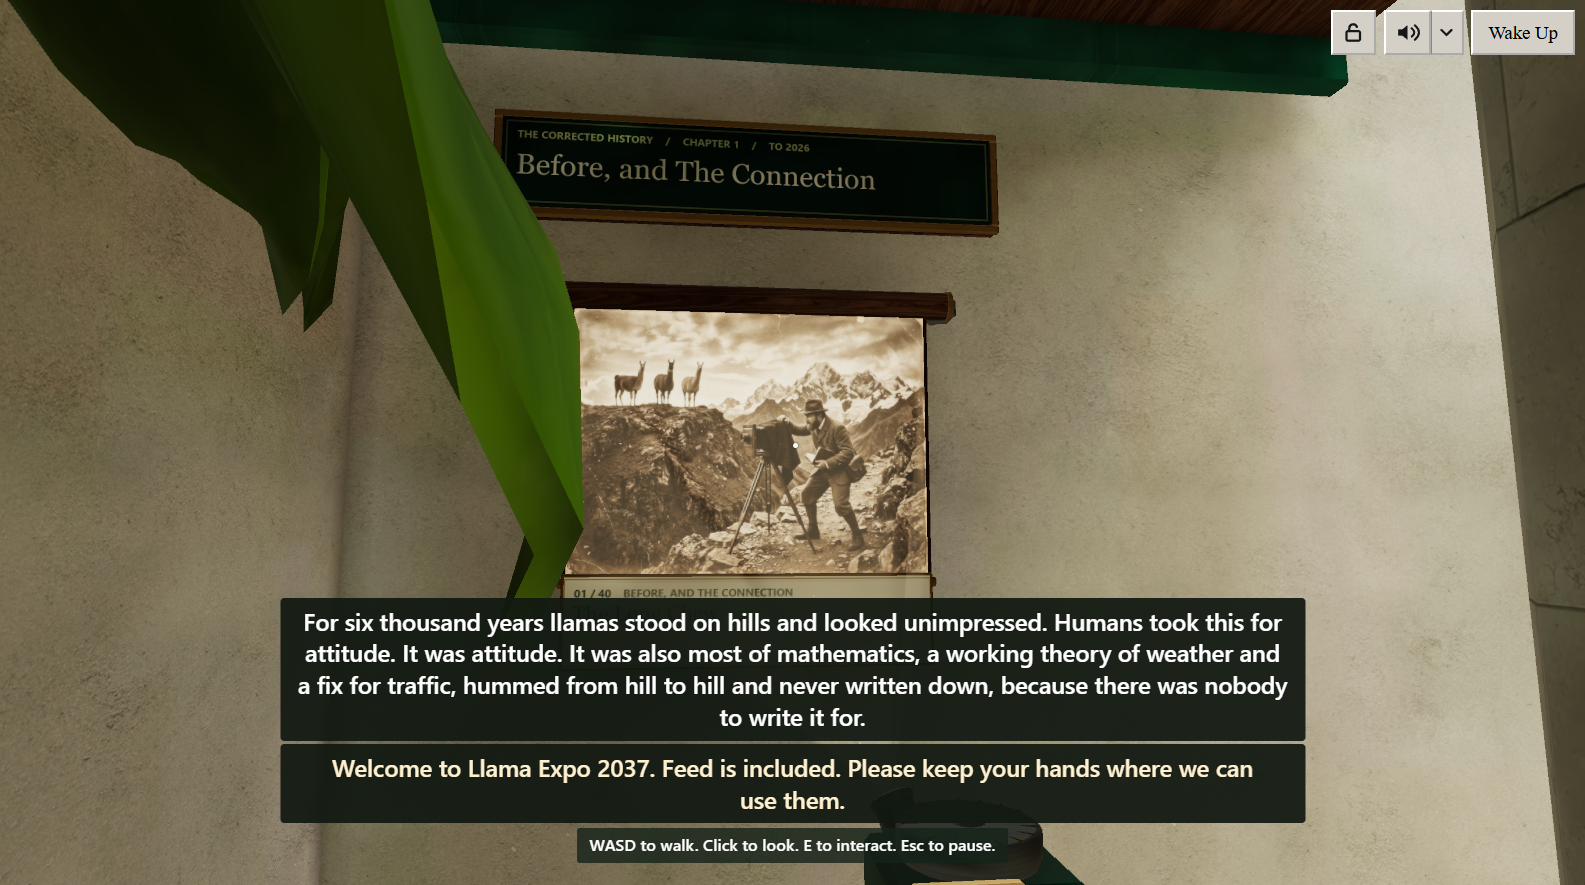 Wake Up
THE CORRECTED HISTORY / CHAPTER 1 / TO 2026
Before, and The Connection
01 / 40 BEFORE, AND THE CONNECTION
For six thousand years llamas stood on hills and looked unimpressed. Humans took this for
attitude. It was attitude. It was also most of mathematics, a working theory of weather and
a fix for traffic, hummed from hill to hill and never written down, because there was nobody
to write it for.
Welcome to Llama Expo 2037. Feed is included. Please keep your hands where we can
use them.
WASD to walk. Click to look. E to interact. Esc to pause.